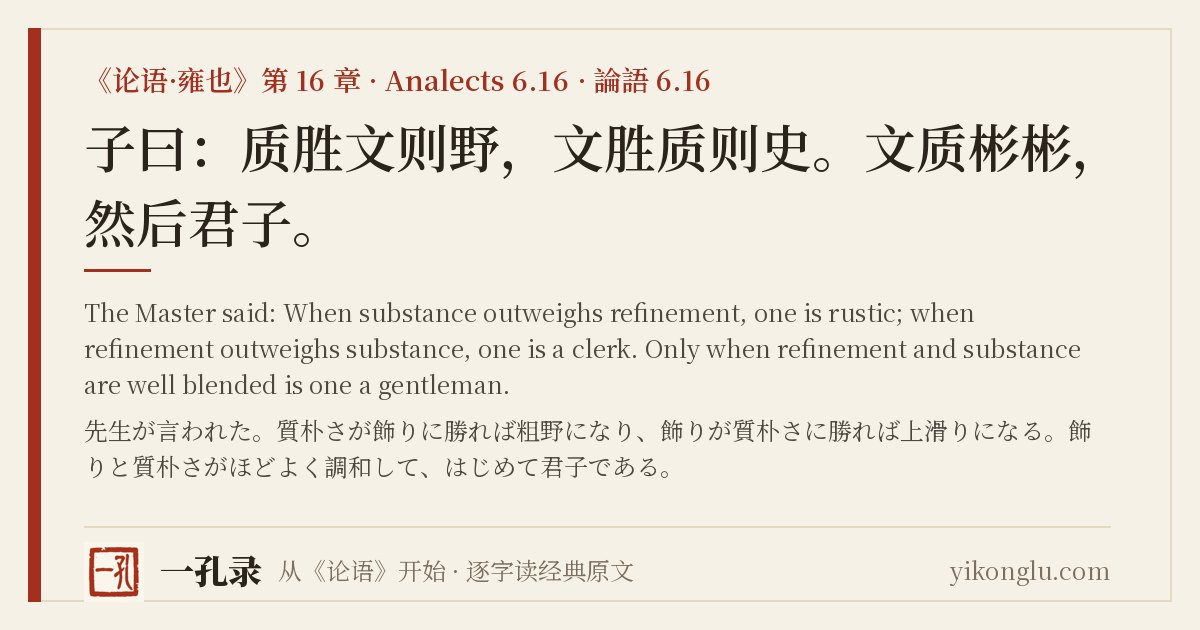 《论语·雍也》第 16 章 · Analects 6.16 · 論語 6.16
子曰：质胜文则野，文胜质则史。文质彬彬，
然后君子。
The Master said: When substance outweighs refinement, one is rustic; when
refinement outweighs substance, one is a clerk. Only when refinement and substance
are well blended is one a gentleman.
先生が言われた。質朴さが飾りに勝れば粗野になり、飾りが質朴さに勝れば上滑りになる。飾
りと質朴さがほどよく調和して、はじめて君子である。
一孔
一孔录 从《论语》开始 · 逐字读经典原文 yikonglu.com